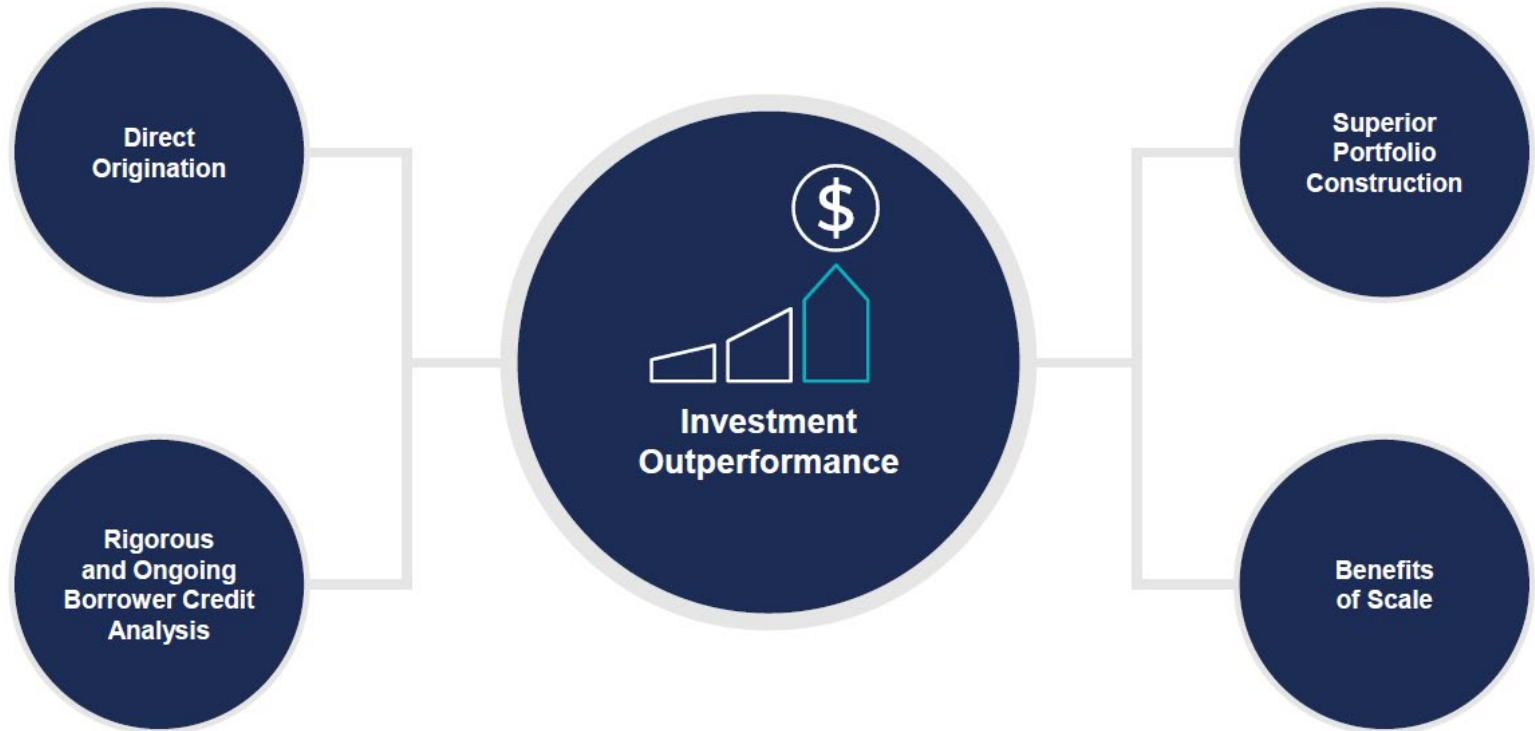 Direct
Origination
Rigorous
and Ongoing
Borrower Credit
Analysis
$
Investment
Outperformance
Superior
Portfolio
Construction
Benefits
of Scale